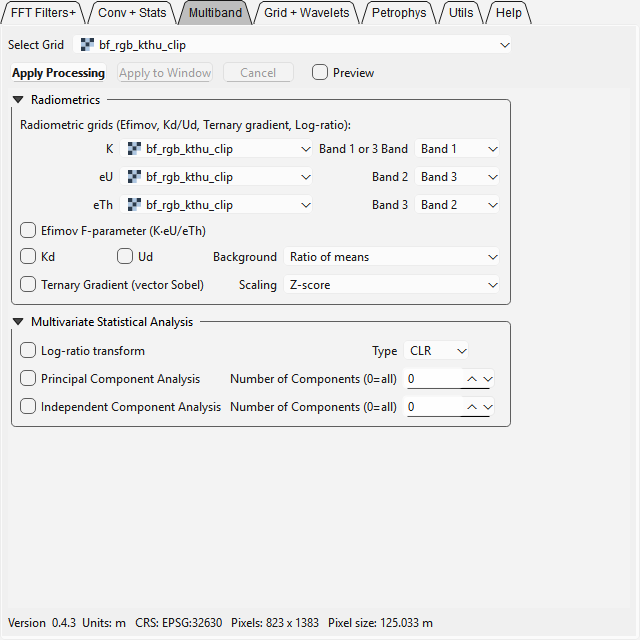 FFT Filters+ Conv + Stats Multiband Grid + Wavelets Petrophys Utils Help
Select Grid bf_rgb_kthu_clip
Apply Processing Apply to Window Cancel Preview
Radiometrics
Radiometric grids (Efimov, Kd/Ud, Ternary gradient, Log-ratio):
K bf_rgb_kthu_clip Band 1 or 3 Band Band 1
eU bf_rgb_kthu_clip Band 2 Band 3
eTh bf_rgb_kthu_clip Band 3 Band 2
Efimov F-parameter (K·eU/eTh)
Kd Ud Background Ratio of means
Ternary Gradient (vector Sobel) Scaling Z-score
Multivariate Statistical Analysis
Log-ratio transform Type CLR
Principal Component Analysis Number of Components (0=all) 0
Independent Component Analysis Number of Components (0=all) 0
Version 0.4.3 Units: m CRS: EPSG:32630 Pixels: 823 x 1383 Pixel size: 125.033 m